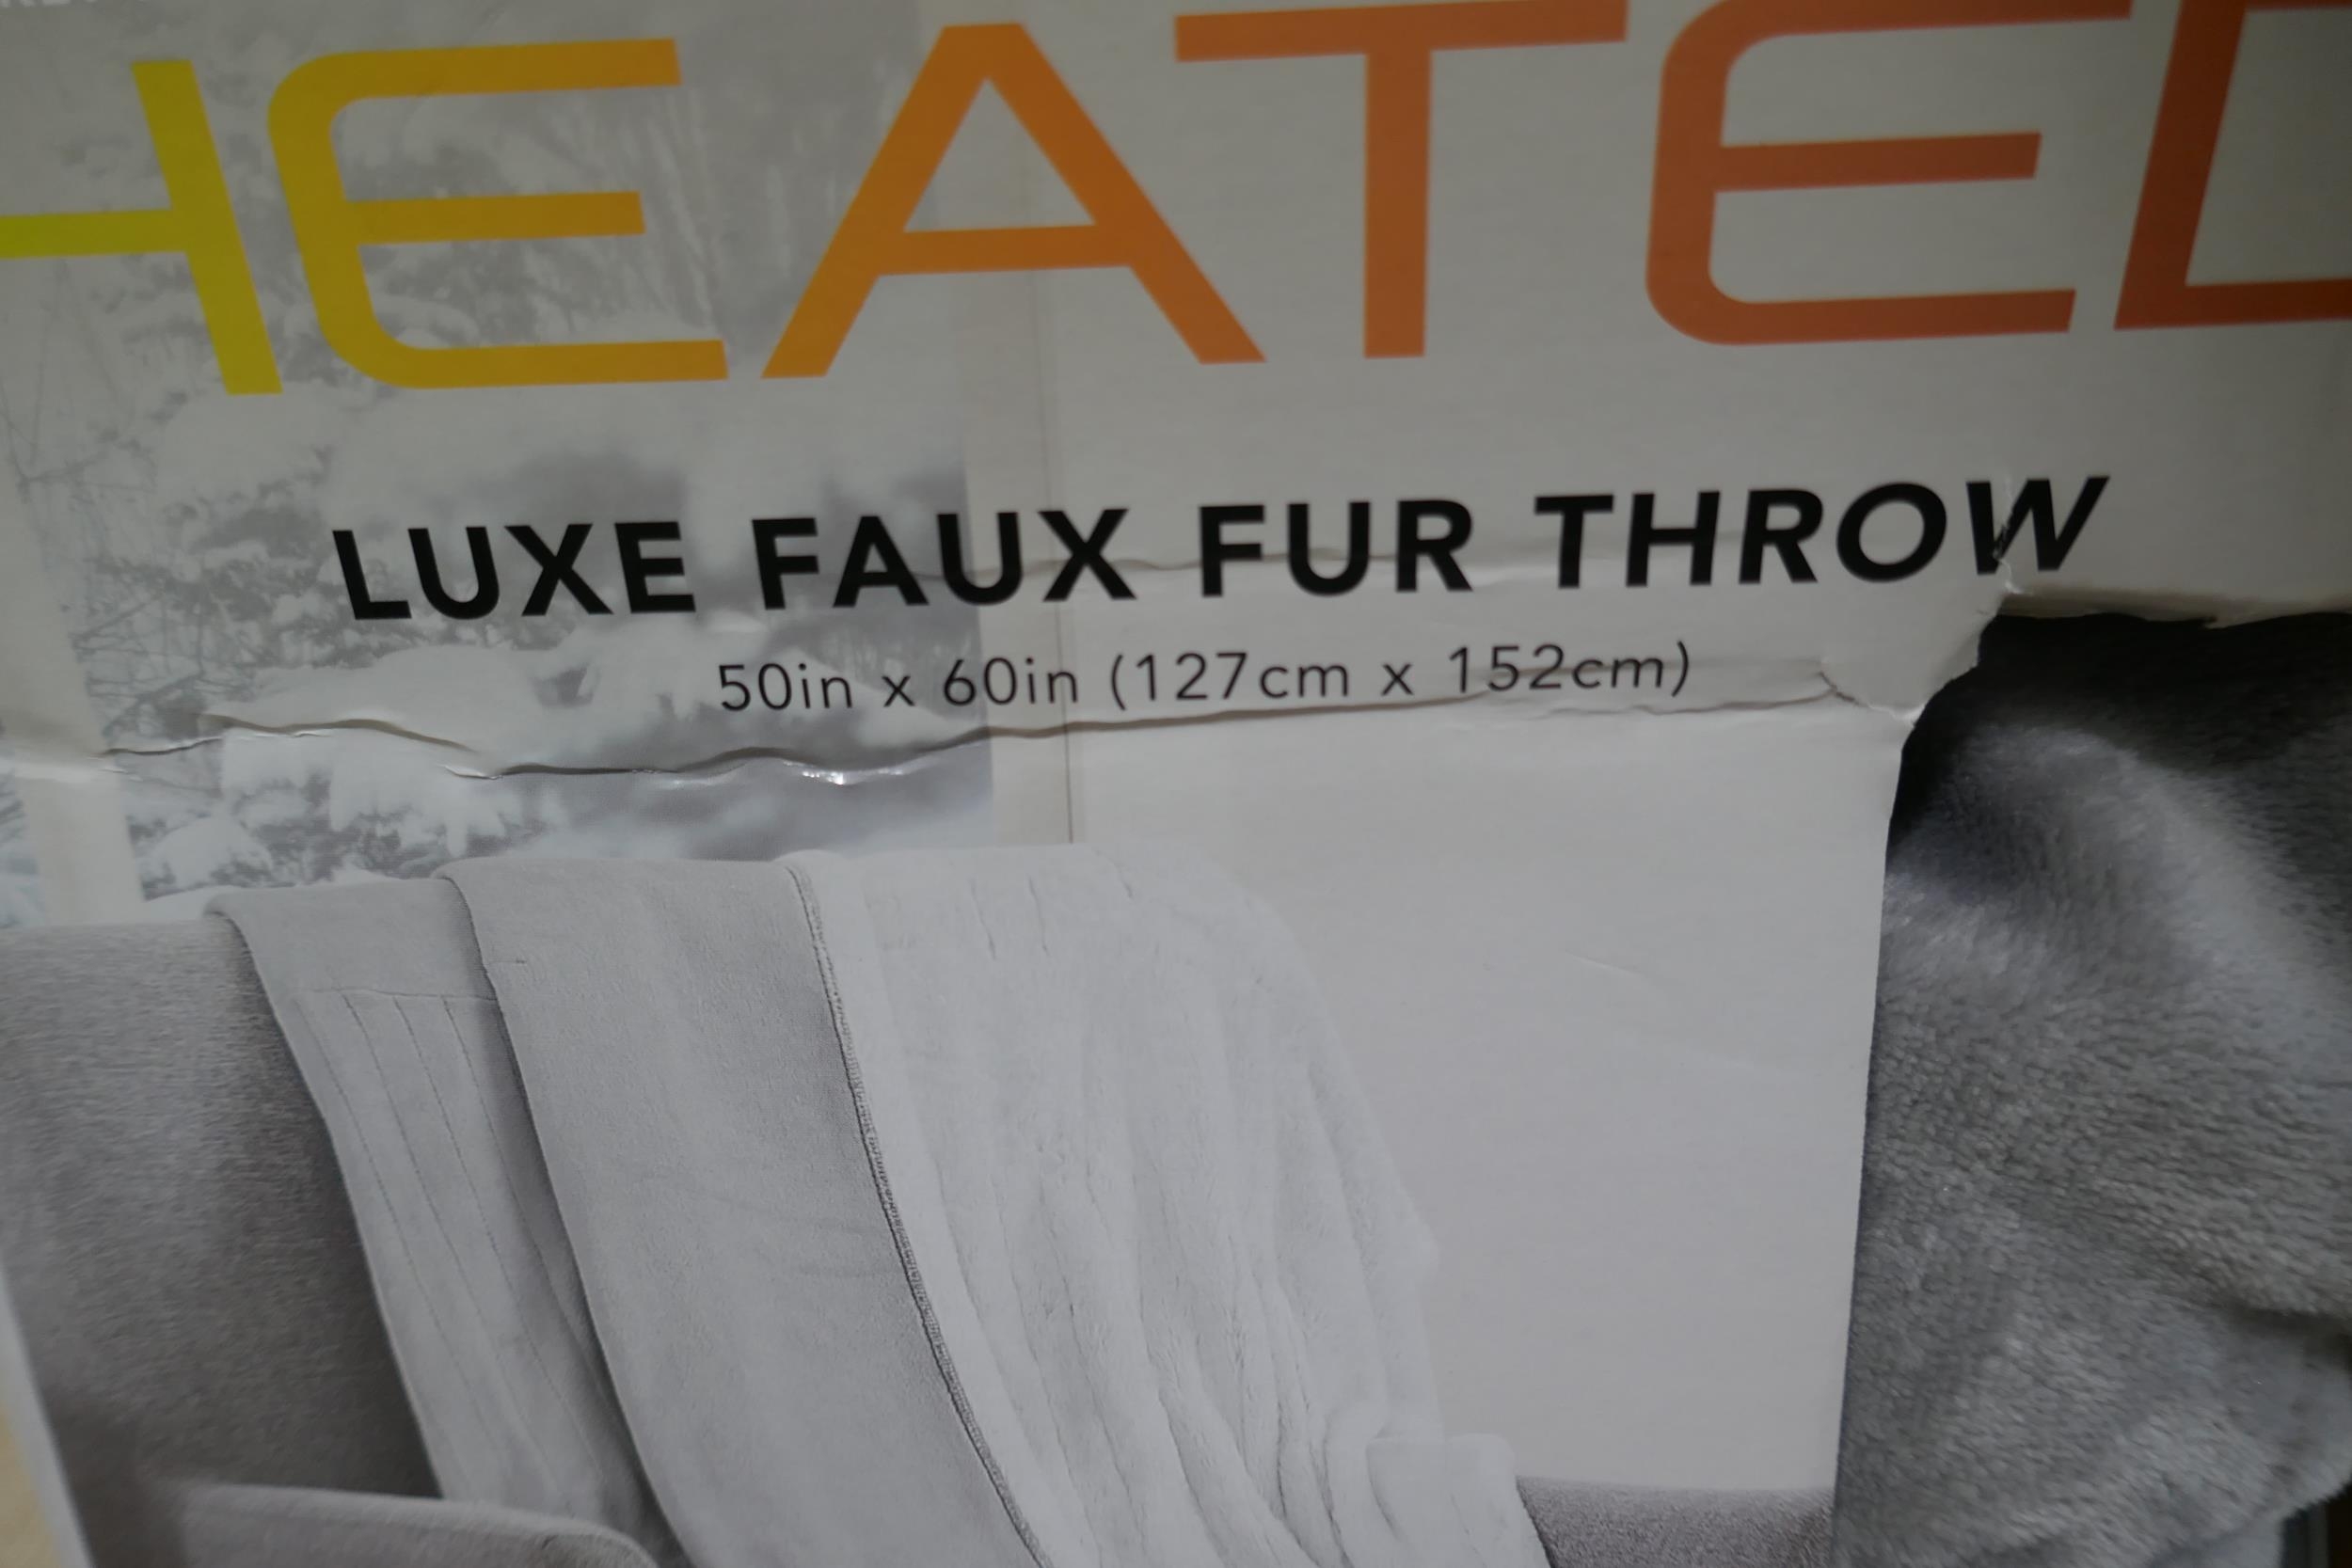 HEATED
LUXE FAUX FUR THROW
50in x 60in (127cm x 152cm)